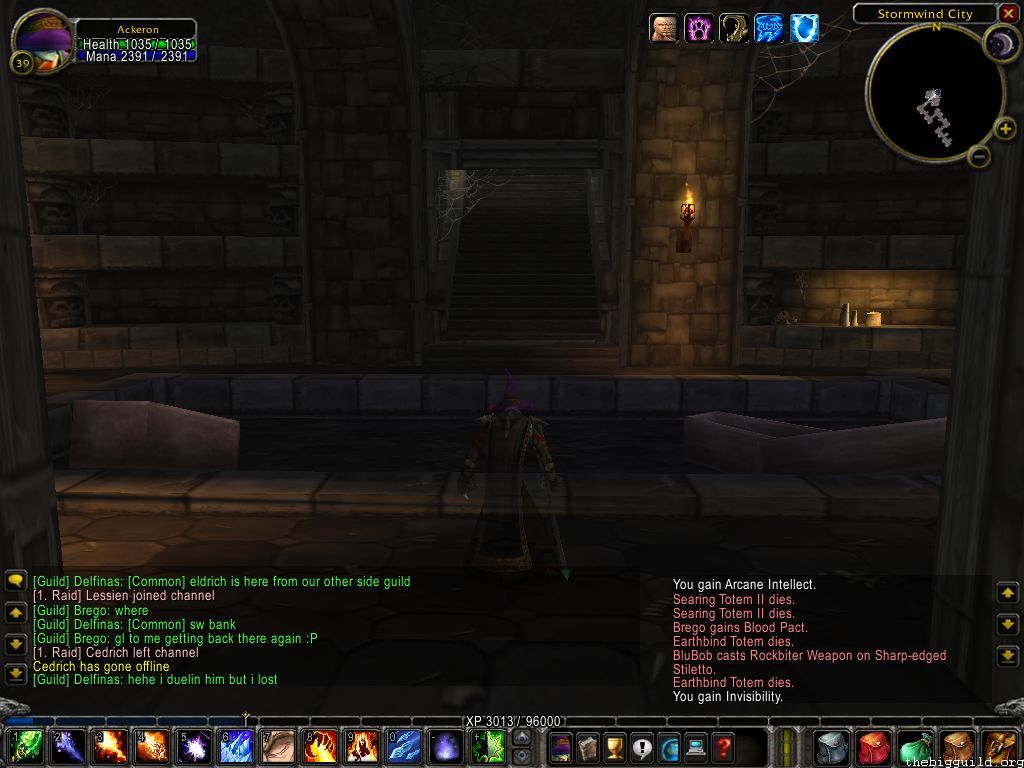 Ackeron
Health 1035 / 1035
Mana 2391 / 2391
39
Stormwind City
N
[Guild] Delfinas: [Common] eldrich is here from our other side guild
[1. Raid] Lessien joined channel
[Guild] Brego: where
[Guild] Delfinas: [Common] sw bank
[Guild] Brego: gl to me getting back there again :P
[1. Raid] Cedrich left channel
Cedrich has gone offline
[Guild] Delfinas: hehe i duelin him but i lost
You gain Arcane Intellect.
Searing Totem II dies.
Searing Totem II dies.
Brego gains Blood Pact.
Earthbind Totem dies.
BluBob casts Rockbiter Weapon on Sharp-edged
Stiletto
Earthbind Totem dies.
You gain Invisibility.
XP 3013 / 96000
1 2 3 4 5 6 7 8 9 0 - +
thebigguild.org